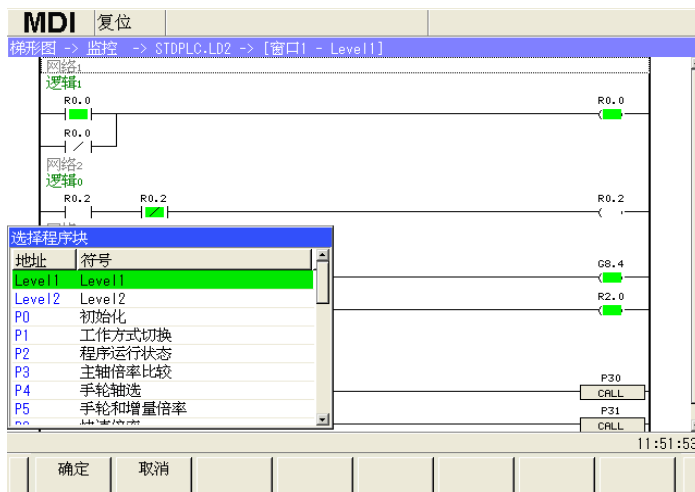 MDI 复位
梯形图 -> 监控 -> STDPLC.LD2 -> [窗口1 - Level1]
网络1
逻辑1
R0.0 R0.0
R0.0
网络2
逻辑0
R0.2 R0.2 R0.2
选择程序块
地址 符号
Level1 Level1
Level2 Level2
P0 初始化
P1 工作方式切换
P2 程序运行状态
P3 主轴倍率比较
P4 手轮轴选
P5 手轮和增量倍率
G8.4
R2.0
P30
CALL
P31
CALL
11:51:53
确定 取消